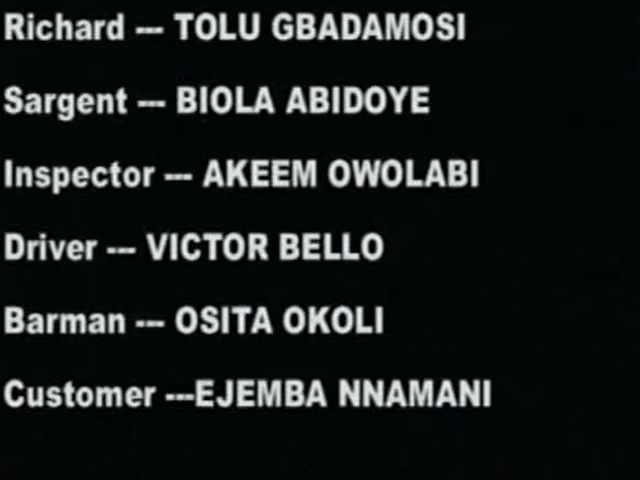 Richard --- TOLU GBADAMOSI
Sargent --- BIOLA ABIDOYE
Inspector --- AKEEM OWOLABI
Driver --- VICTOR BELLO
Barman --- OSITA OKOLI
Customer ---EJEMBA NNAMANI